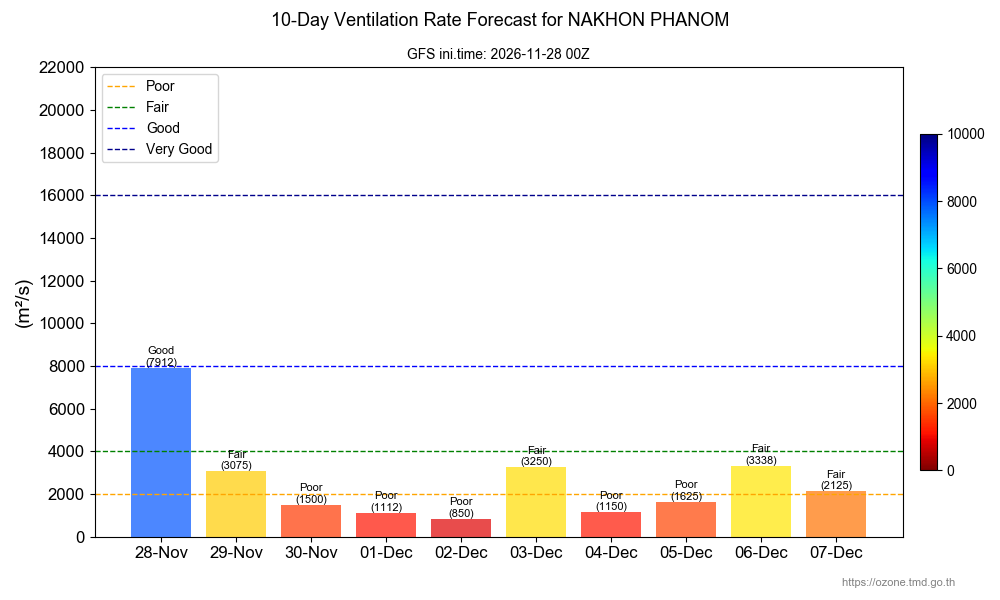 10-Day Ventilation Rate Forecast for NAKHON PHANOM
GFS ini.time: 2026-11-28 00Z
(m²/s)
22000
20000
18000
16000
14000
12000
10000
8000
6000
4000
2000
0
Poor
Fair
Good
Very Good
Good
(7912)
Fair
(3075)
Poor
(1500)
Poor
(1112)
Poor
(850)
Fair
(3250)
Poor
(1150)
Poor
(1625)
Fair
(3338)
Fair
(2125)
28-Nov 29-Nov 30-Nov 01-Dec 02-Dec 03-Dec 04-Dec 05-Dec 06-Dec 07-Dec
10000
8000
6000
4000
2000
0
https://ozone.tmd.go.th